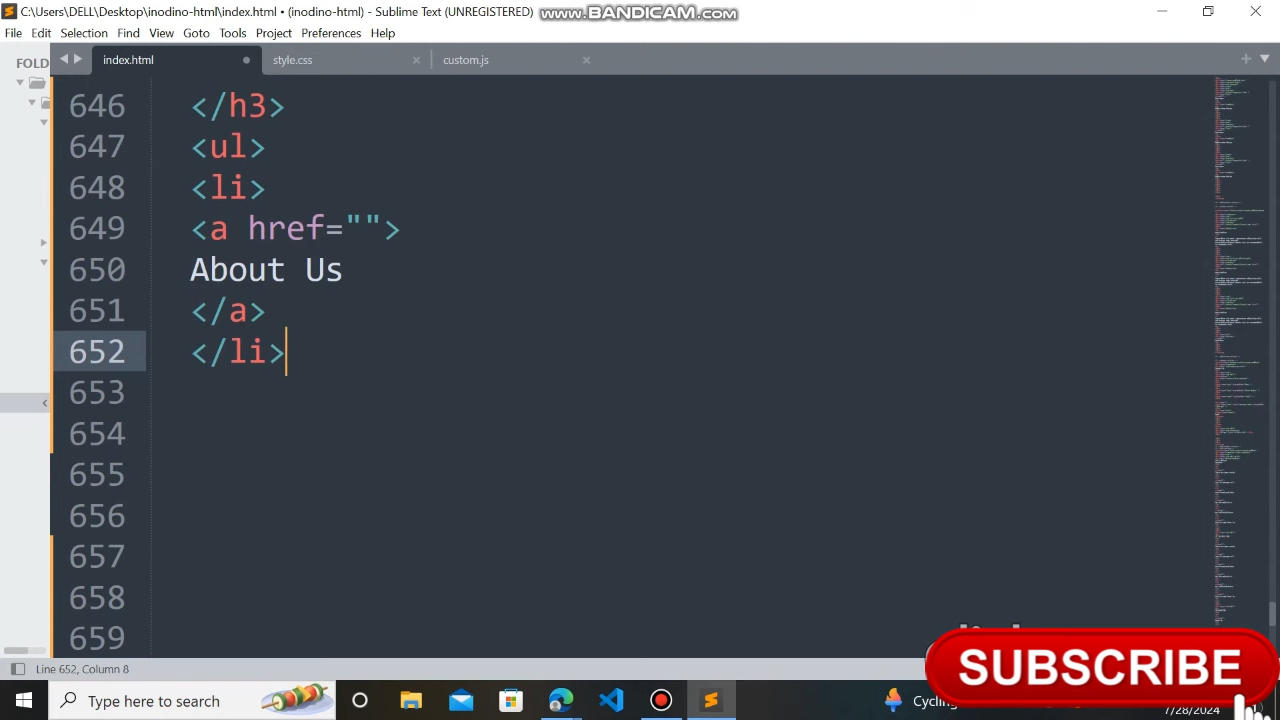 C:\Users\DELL\Desktop\inodino-html\index.html • (inodino-html) - Sublime Text (UNREGISTERED)
www.BANDICAM.com
File Edit Selection Find View Goto Tools Project Preferences Help
FOLD
index.html
style.css
custom.js
646 </h3>
647 <ul>
648 <li>
649 <a href="">
650 About Us
651 </a>
652 </li>
653
654
655
656
657
658
659
Line 652, Column 8
SUBSCRIBE
Type here to search
7/28/2024